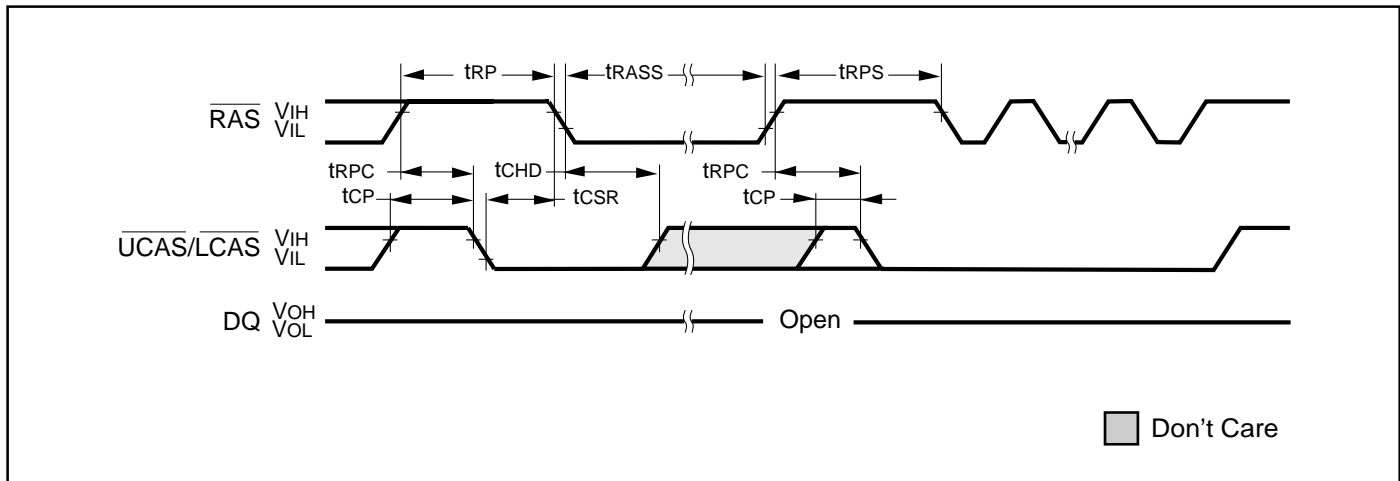 tRP tRASS tRPS
RAS VIH
VIL
tRPC tCHD tRPC
tCP tCSR tCP
UCAS/LCAS VIH
VIL
DQ VOH
VOL
Open
Don't Care